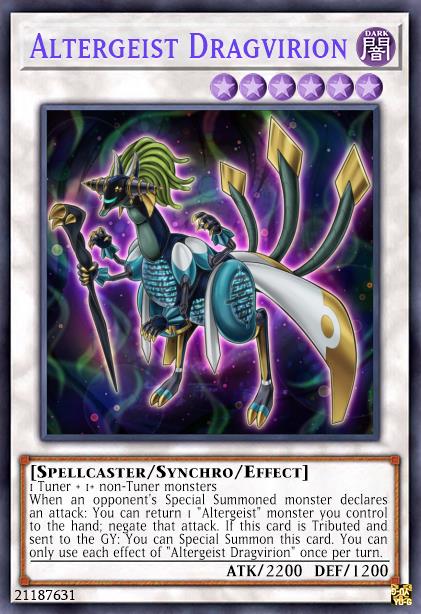 ALTERGEIST DRAGVIRION
DARK
闇
[SPELLCASTER/SYNCHRO/EFFECT]
1 Tuner + 1+ non-Tuner monsters
When an opponent's Special Summoned monster declares
an attack: You can return 1 "Altergeist" monster you control
to the hand; negate that attack. If this card is Tributed and
sent to the GY: You can Special Summon this card. You can
only use each effect of "Altergeist Dragvirion" once per turn.
ATK/2200 DEF/1200
21187631